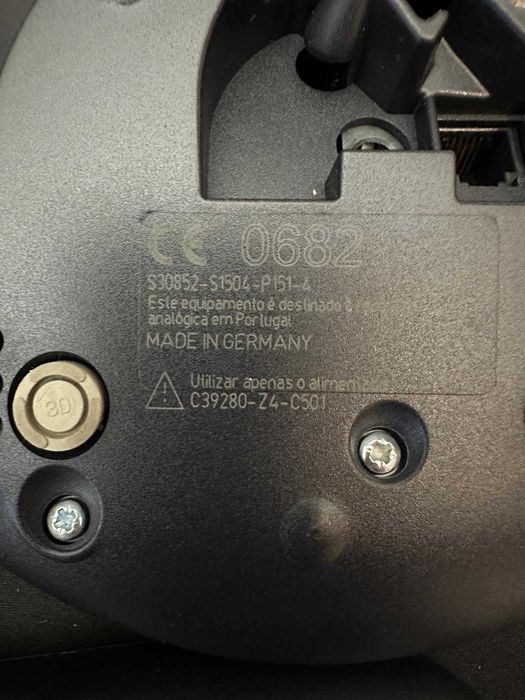 CE 0682
S30852-S1504-P151-4
Este equipamento é destinado à
analógica em Portugal
MADE IN GERMANY
Utilizar apenas o
C39280-Z4-C501
30